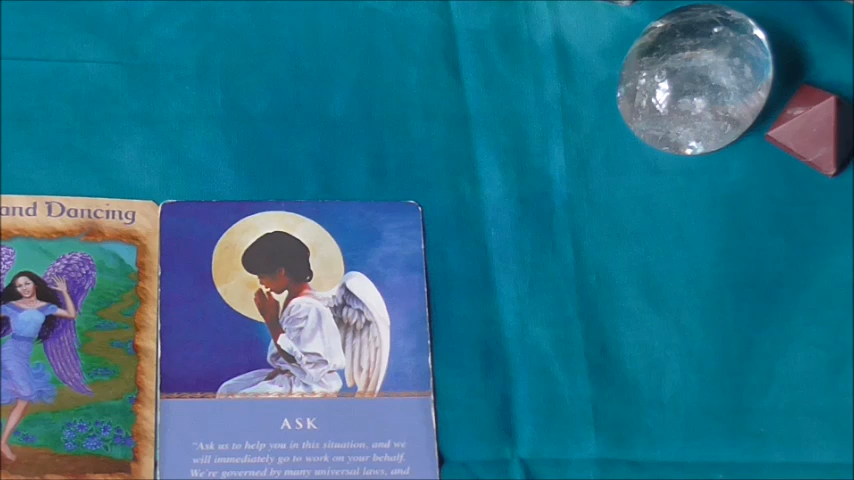 and Dancing
ASK
"Ask us to help you in this situation, and we
will immediately go to work on your behalf.
We're governed by many universal laws, and